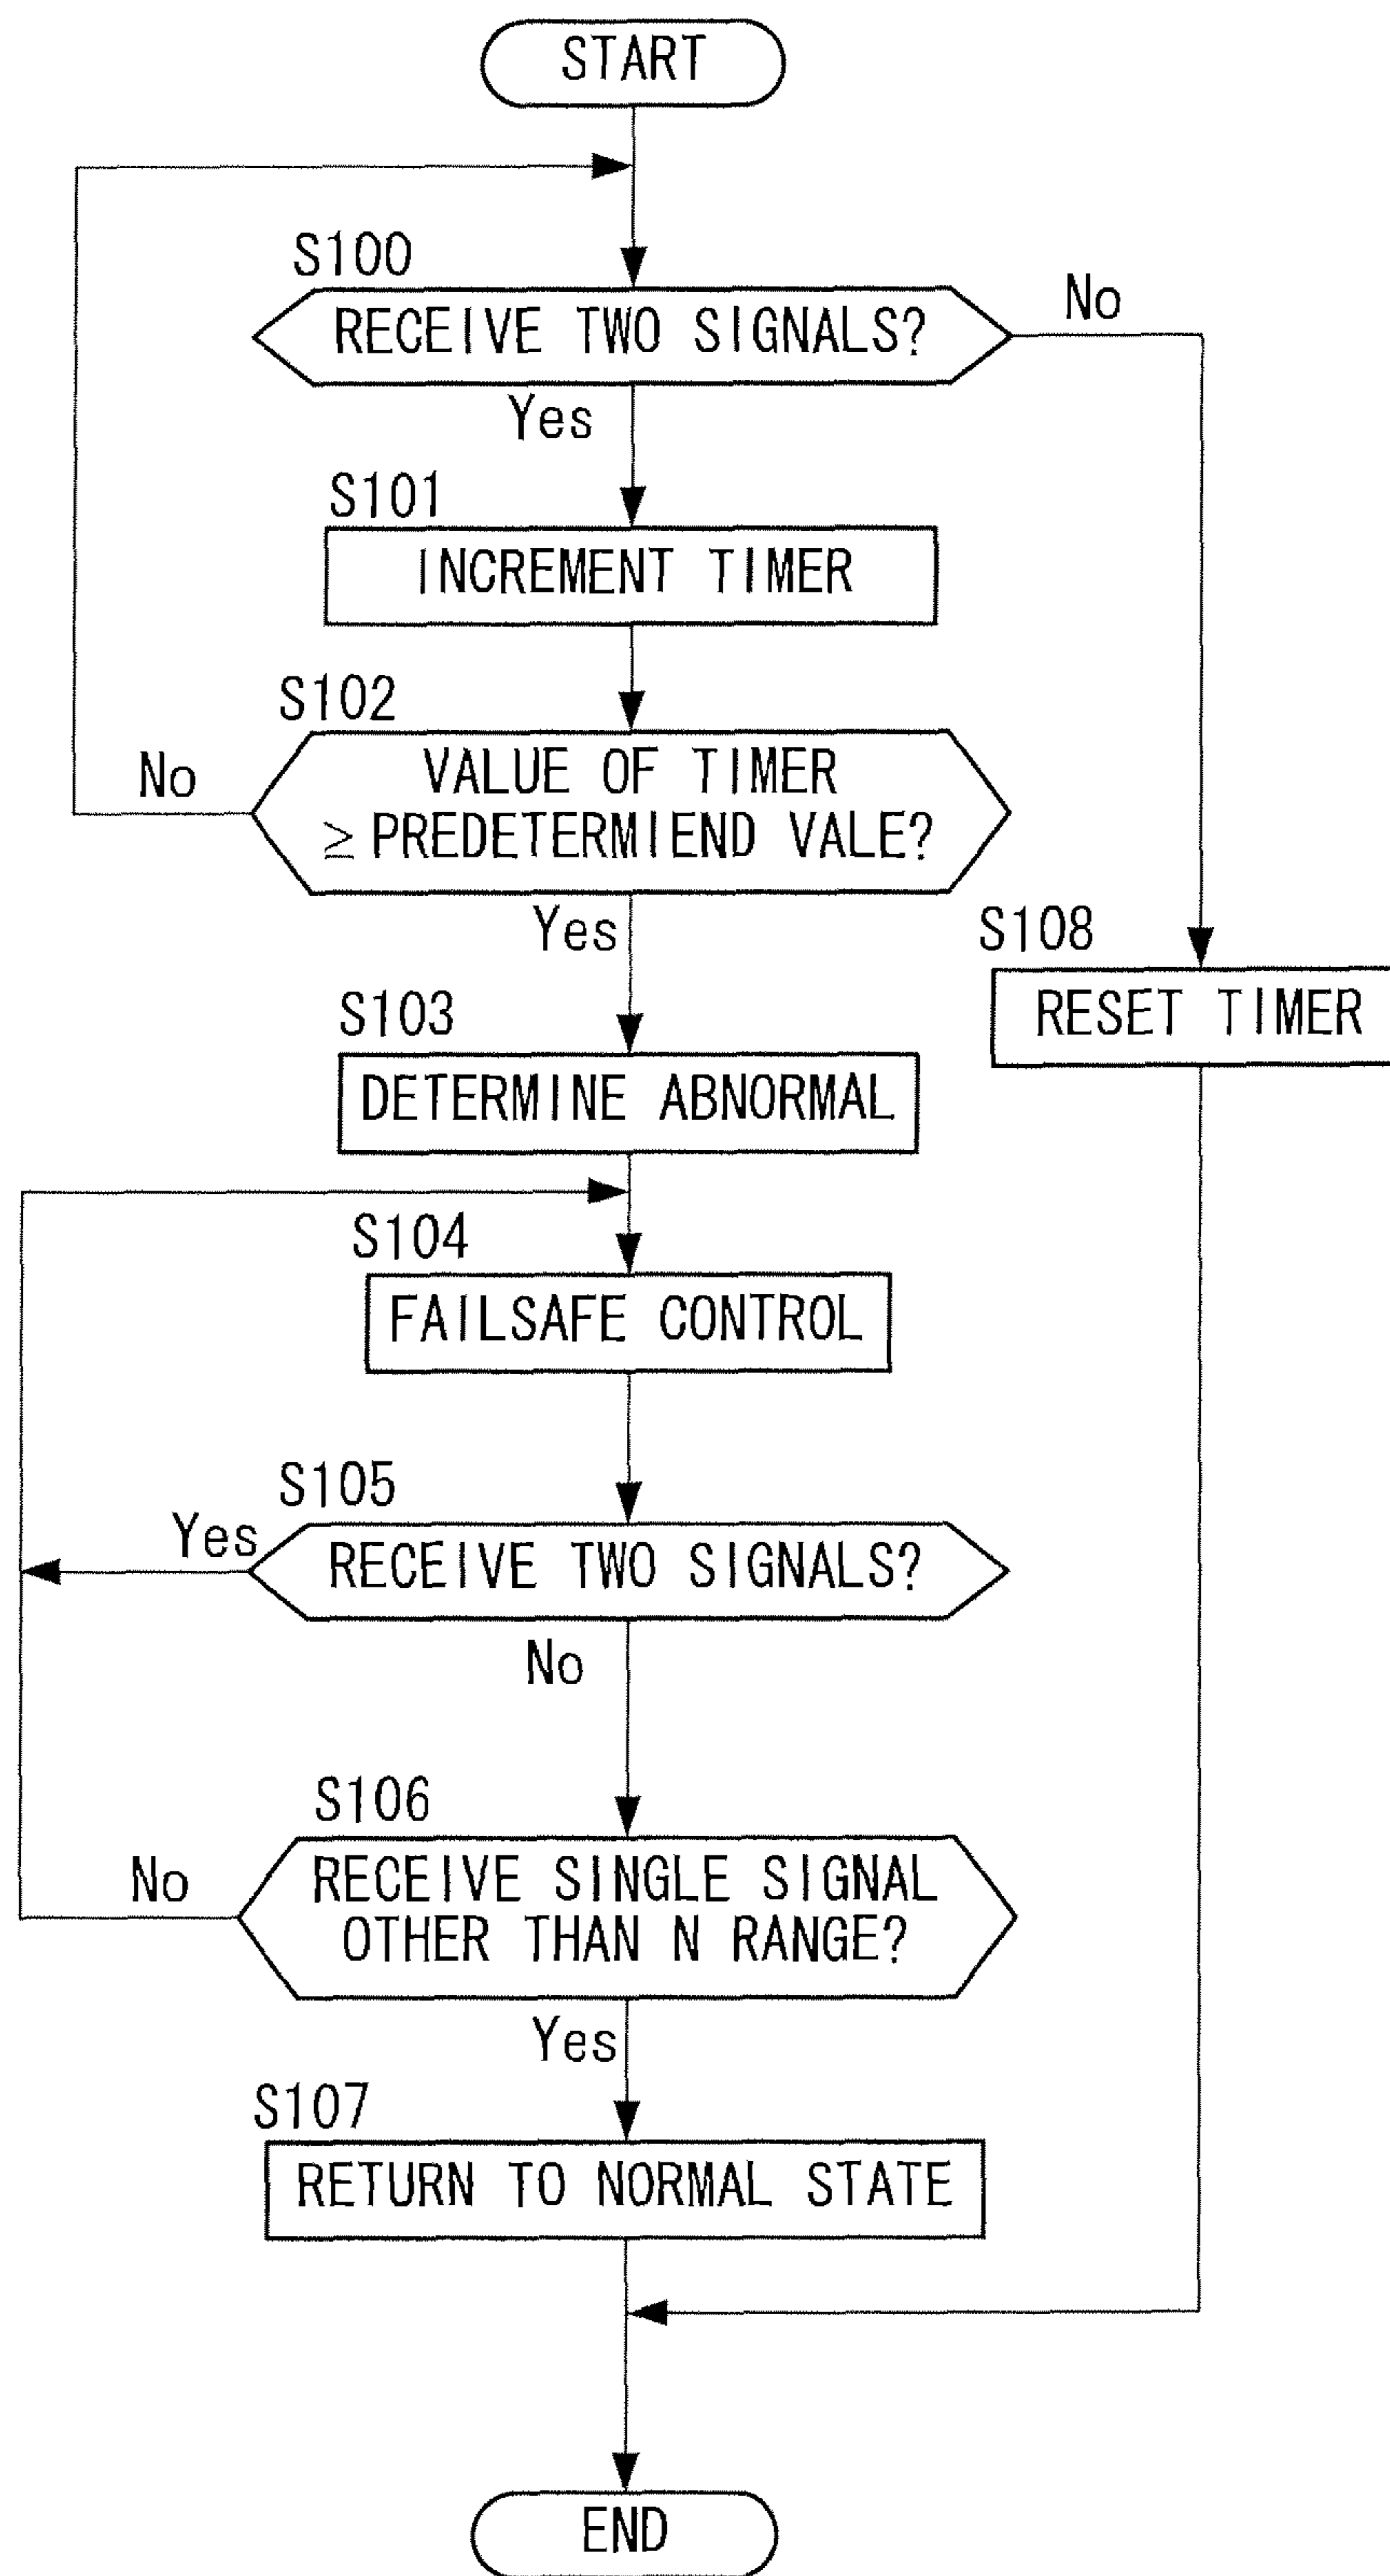 START
S100
RECEIVE TWO SIGNALS?
No
Yes
S101
INCREMENT TIMER
S102
VALUE OF TIMER
≥ PREDETERMIEND VALE?
No
Yes
S108
RESET TIMER
S103
DETERMINE ABNORMAL
S104
FAILSAFE CONTROL
S105
RECEIVE TWO SIGNALS?
Yes
No
S106
RECEIVE SINGLE SIGNAL
OTHER THAN N RANGE?
No
Yes
S107
RETURN TO NORMAL STATE
END